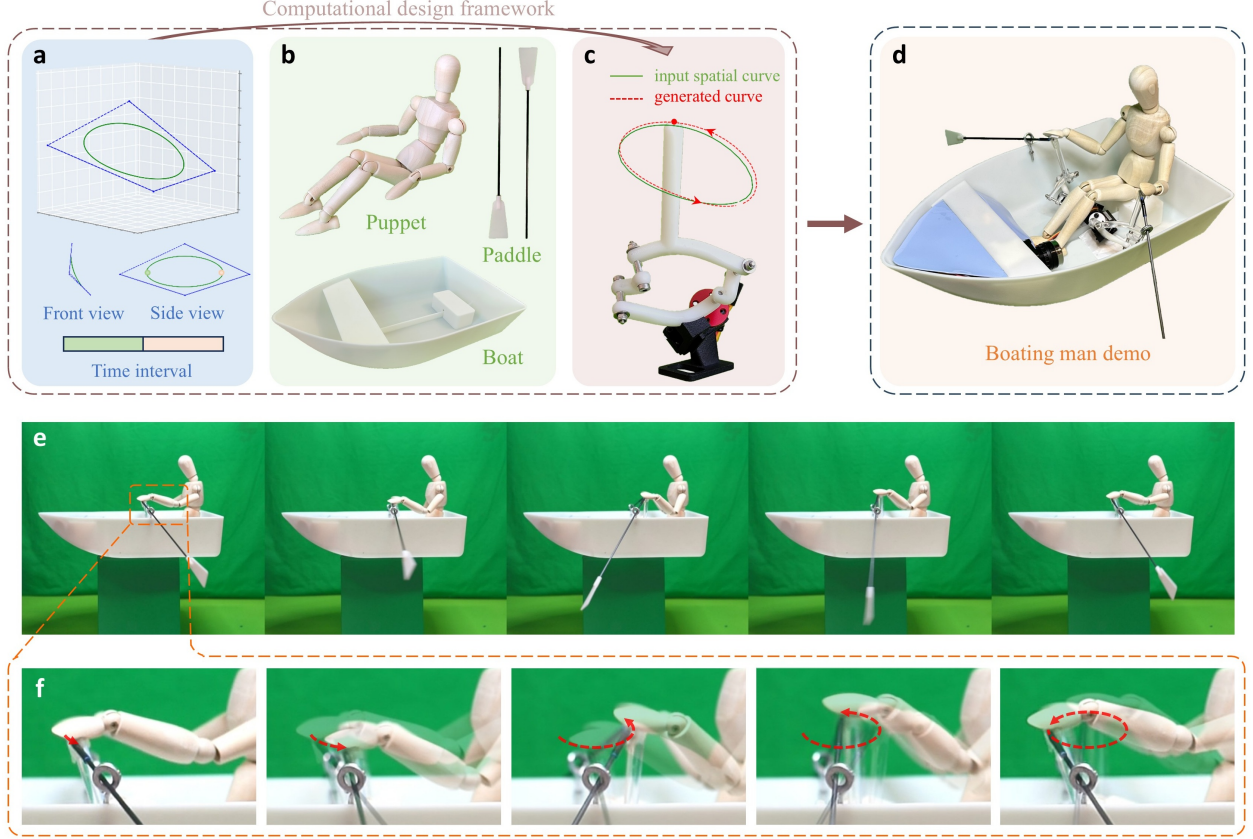 Computational design framework
a
b
c
d
input spatial curve
generated curve
Puppet
Paddle
Front view
Side view
Boat
Time interval
Boating man demo
e
f